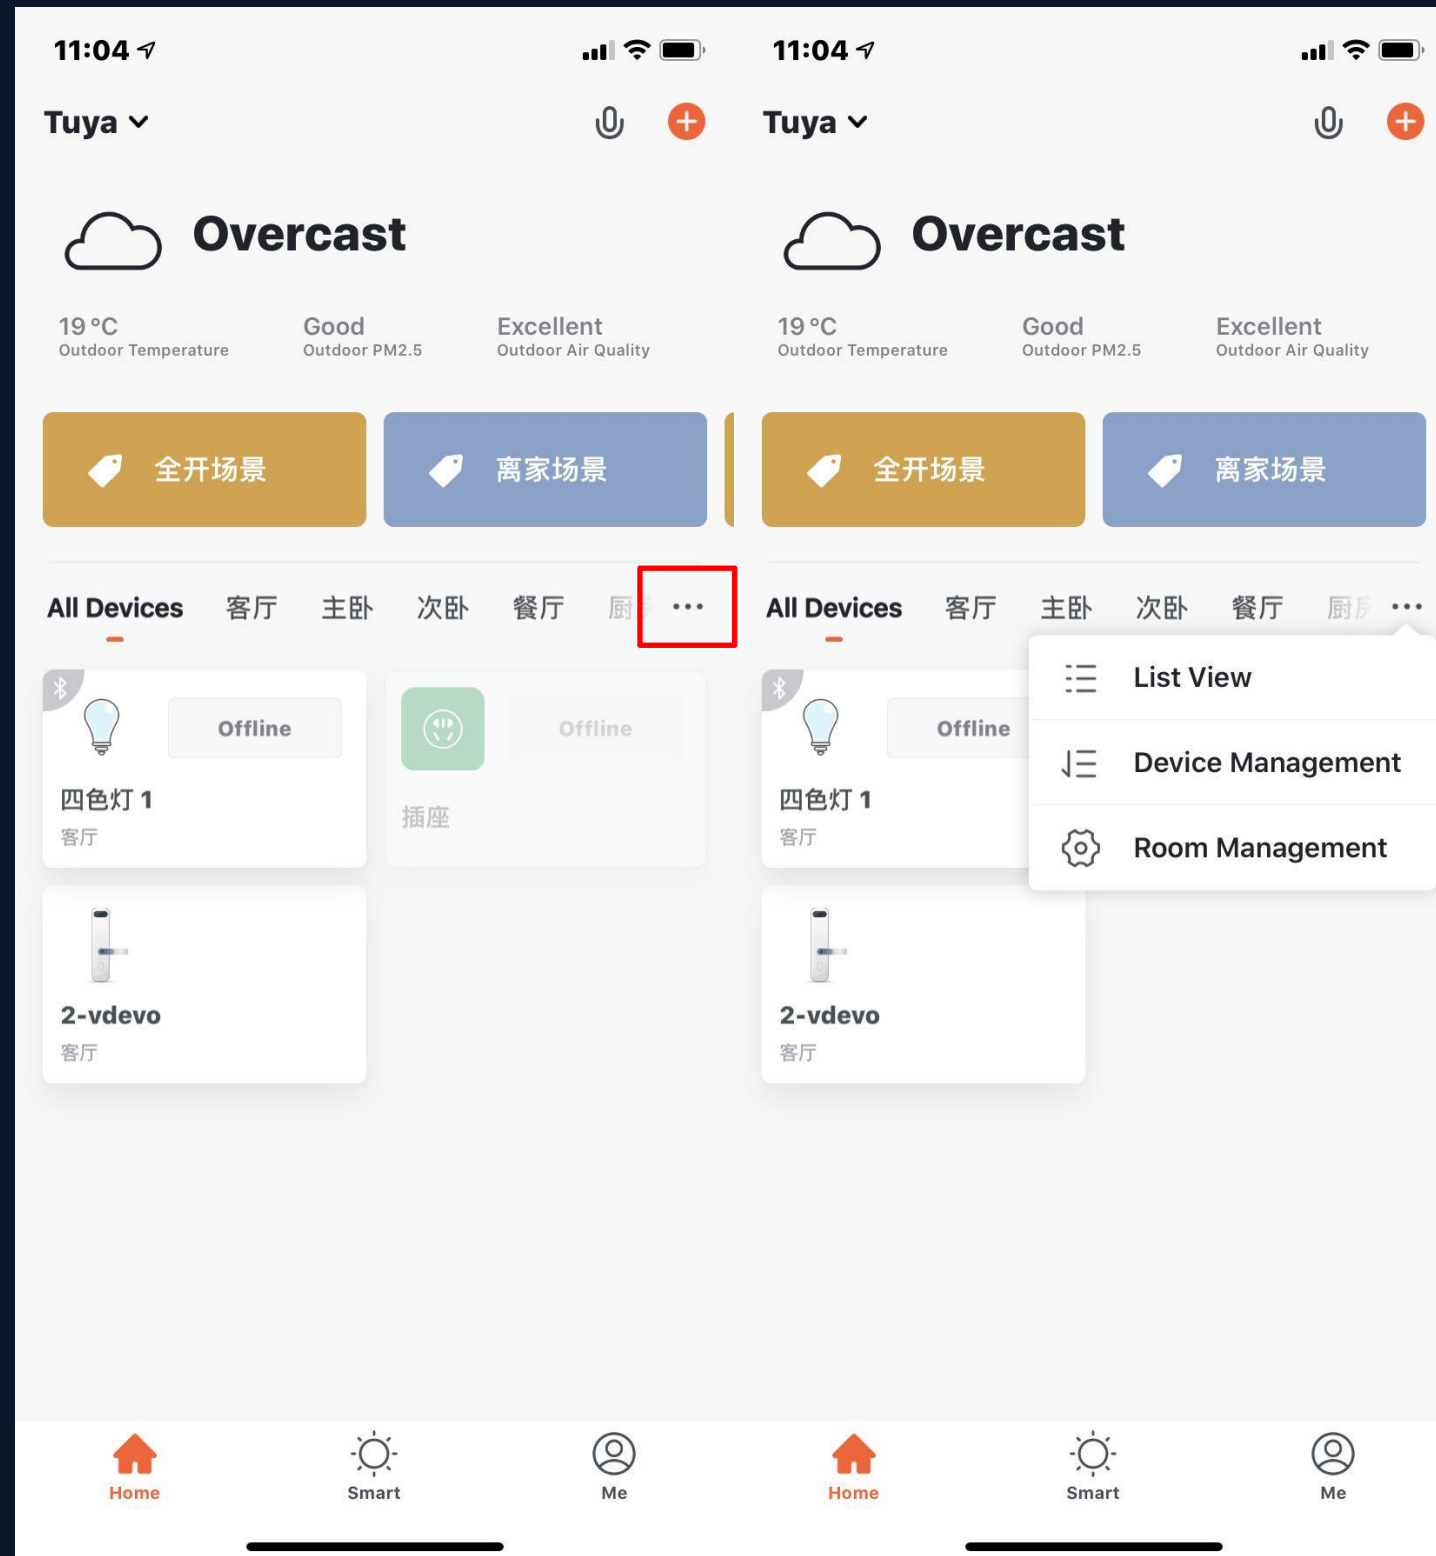 11:04
Tuya
Overcast
19 °C
Good
Excellent
Outdoor Temperature
Outdoor PM2.5
Outdoor Air Quality
全开场景
离家场景
All Devices 客厅 主卧 次卧 餐厅 厨
Offline
四色灯 1
客厅
Offline
插座
2-vdevo
客厅
Home
Smart
Me
11:04
Tuya
Overcast
19 °C
Good
Excellent
Outdoor Temperature
Outdoor PM2.5
Outdoor Air Quality
全开场景
离家场景
All Devices 客厅 主卧 次卧 餐厅 厨房
List View
Device Management
Room Management
Offline
四色灯 1
客厅
2-vdevo
客厅
Home
Smart
Me